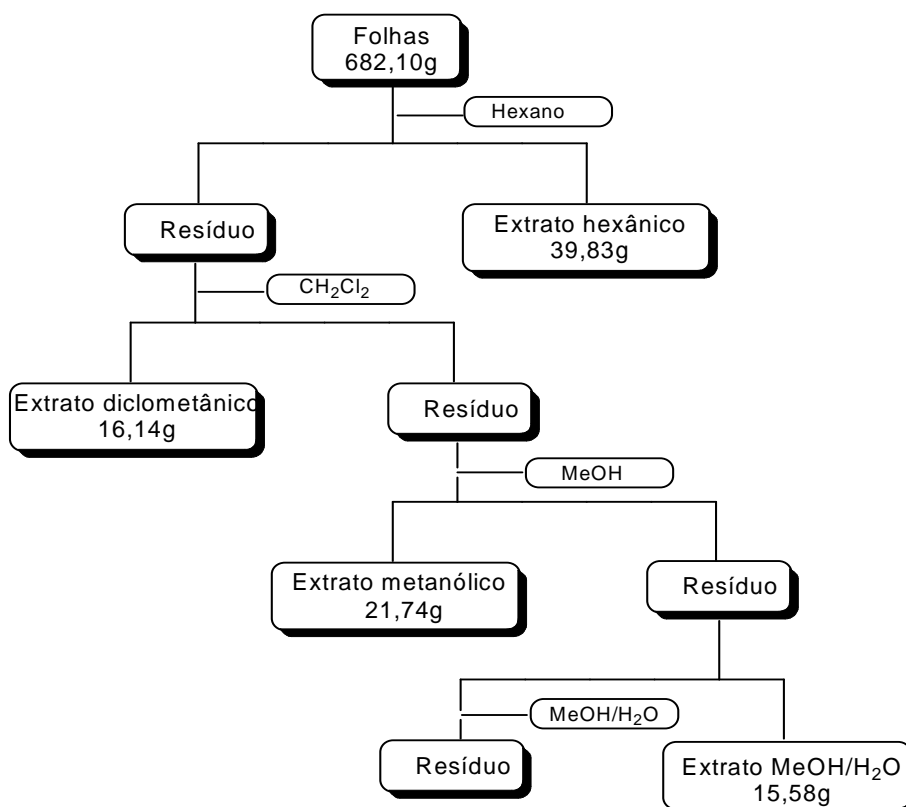 Folhas
682,10g
Hexano
Resíduo
Extrato hexânico
39,83g
CH₂Cl₂
Extrato diclometânico
16,14g
Resíduo
MeOH
Extrato metanólico
21,74g
Resíduo
MeOH/H₂O
Resíduo
Extrato MeOH/H₂O
15,58g